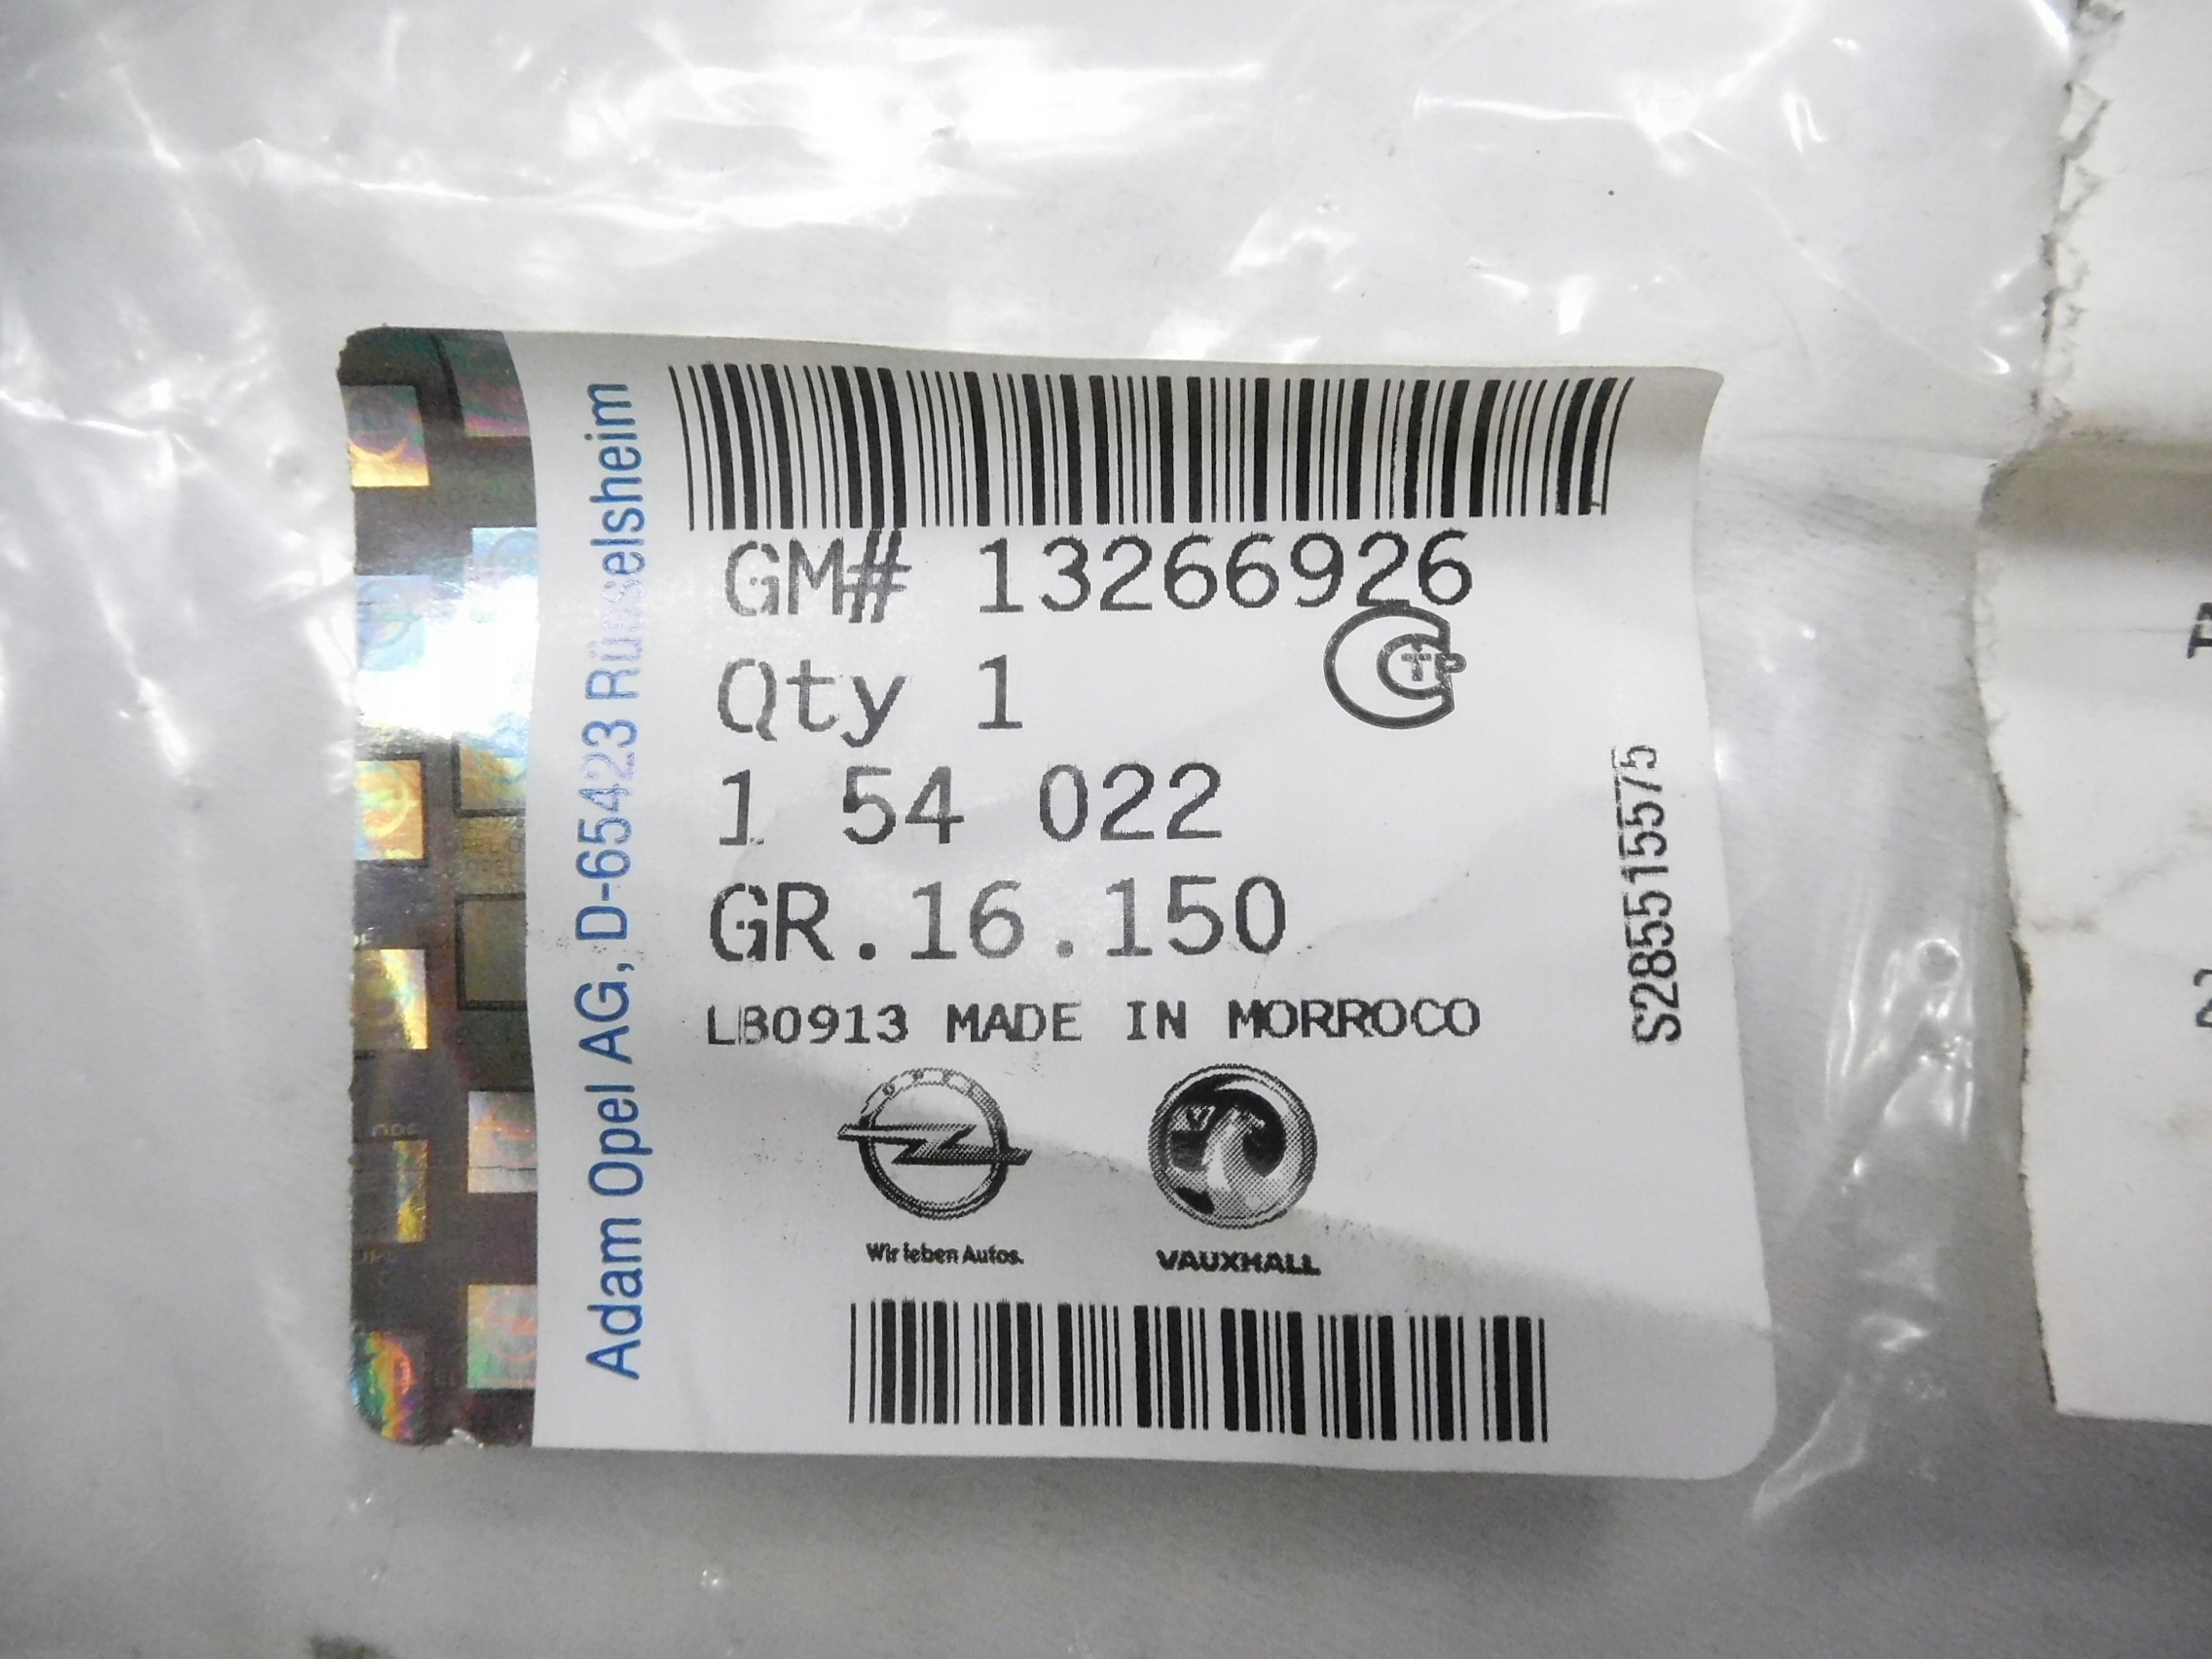 Adam Opel AG, D-65423 Rüsselsheim
GM# 13266926
Qty 1
1 54 022
GR.16.150
LB0913 MADE IN MORROCO
S285515575
OPEL
Wir leben Autos.
VAUXHALL